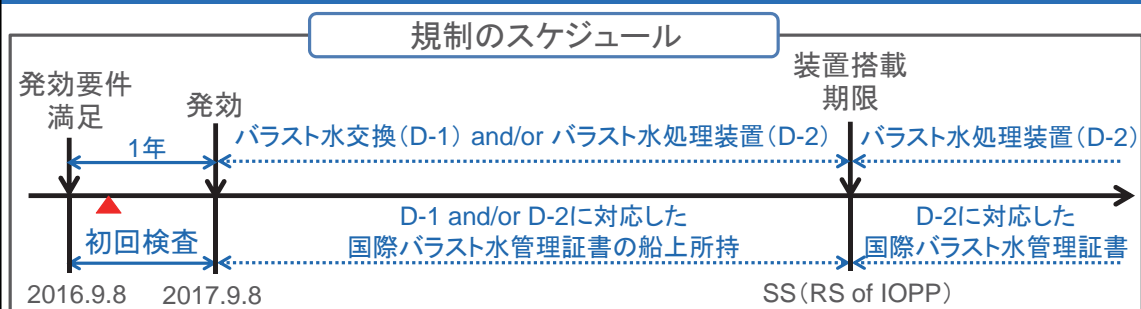 規制のスケジュール
発効要件
満足
発効
装置搭載
期限
1年
バラスト水交換(D-1) and/or バラスト水処理装置(D-2)
バラスト水処理装置(D-2)
初回検査
D-1 and/or D-2に対応した
国際バラスト水管理証書の船上所持
D-2に対応した
国際バラスト水管理証書
2016.9.8
2017.9.8
SS(RS of IOPP)